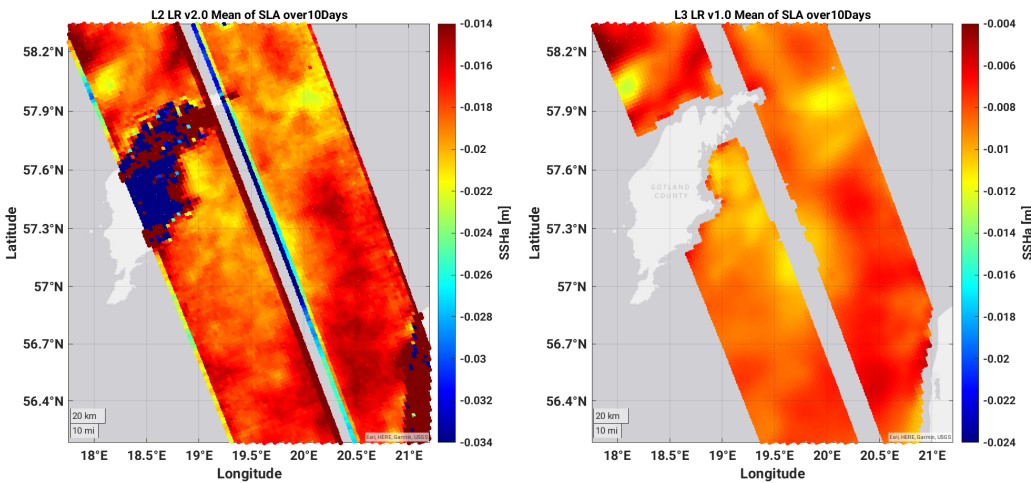 L2 LR v2.0 Mean of SLA over10Days
58.2°N
57.9°N
57.6°N
57.3°N
57°N
56.7°N
56.4°N
Latitude
18°E
18.5°E
19°E
19.5°E
20°E
20.5°E
21°E
Longitude
20 km
10 mi
Esri, HERE, Garmin, USGS
-0.014
-0.016
-0.018
-0.02
-0.022
-0.024
-0.026
-0.028
-0.03
-0.032
-0.034
SSHa [m]
L3 LR v1.0 Mean of SLA over10Days
58.2°N
57.9°N
57.6°N
57.3°N
57°N
56.7°N
56.4°N
Latitude
GOTLAND
COUNTY
18°E
18.5°E
19°E
19.5°E
20°E
20.5°E
21°E
Longitude
20 km
10 mi
Esri, HERE, Garmin, USGS
-0.004
-0.006
-0.008
-0.01
-0.012
-0.014
-0.016
-0.018
-0.02
-0.022
-0.024
SSHa [m]